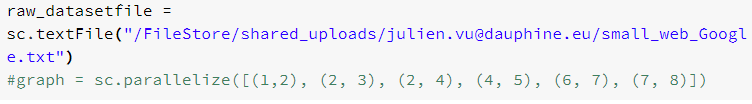 raw_datasetfile =
sc.textFile("/FileStore/shared_uploads/julien.vu@dauphine.eu/small_web_Googl
e.txt")
#graph = sc.parallelize([(1,2), (2, 3), (2, 4), (4, 5), (6, 7), (7, 8)])